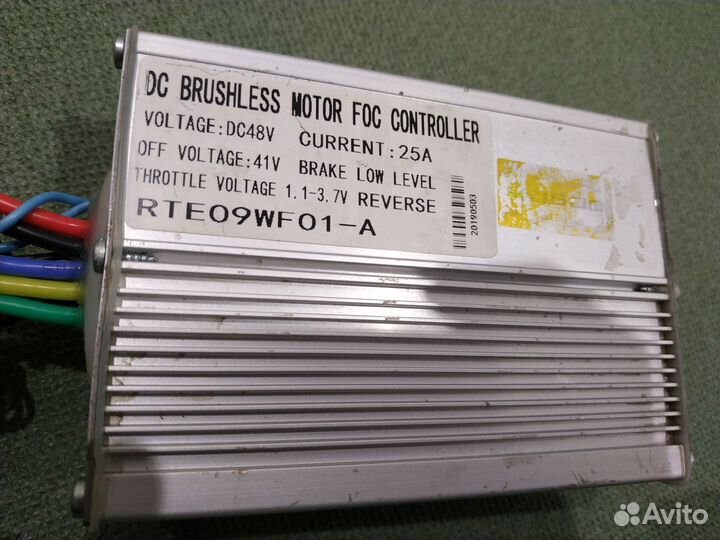 DC BRUSHLESS MOTOR FOC CONTROLLER
VOLTAGE:DC48V CURRENT:25A
OFF VOLTAGE:41V BRAKE LOW LEVEL
THROTTLE VOLTAGE 1.1-3.7V REVERSE
RTE09WF01-A
20190503
Avito